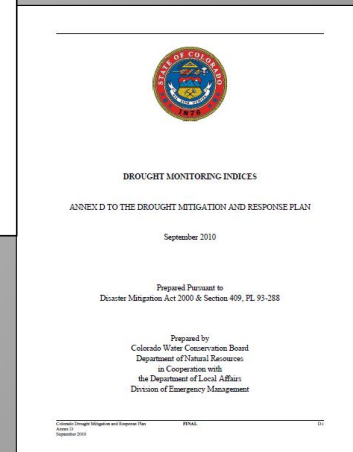 STATE OF COLORADO
1876
DROUGHT MONITORING INDICES
ANNEX D TO THE DROUGHT MITIGATION AND RESPONSE PLAN
September 2010
Prepared Pursuant to
Disaster Mitigation Act 2000 & Section 409, PL 93-288
Prepared by
Colorado Water Conservation Board
Department of Natural Resources
in Cooperation with
the Department of Local Affairs
Division of Emergency Management
Colorado Drought Mitigation and Response Plan FINAL D.i
Annex D
September 2010